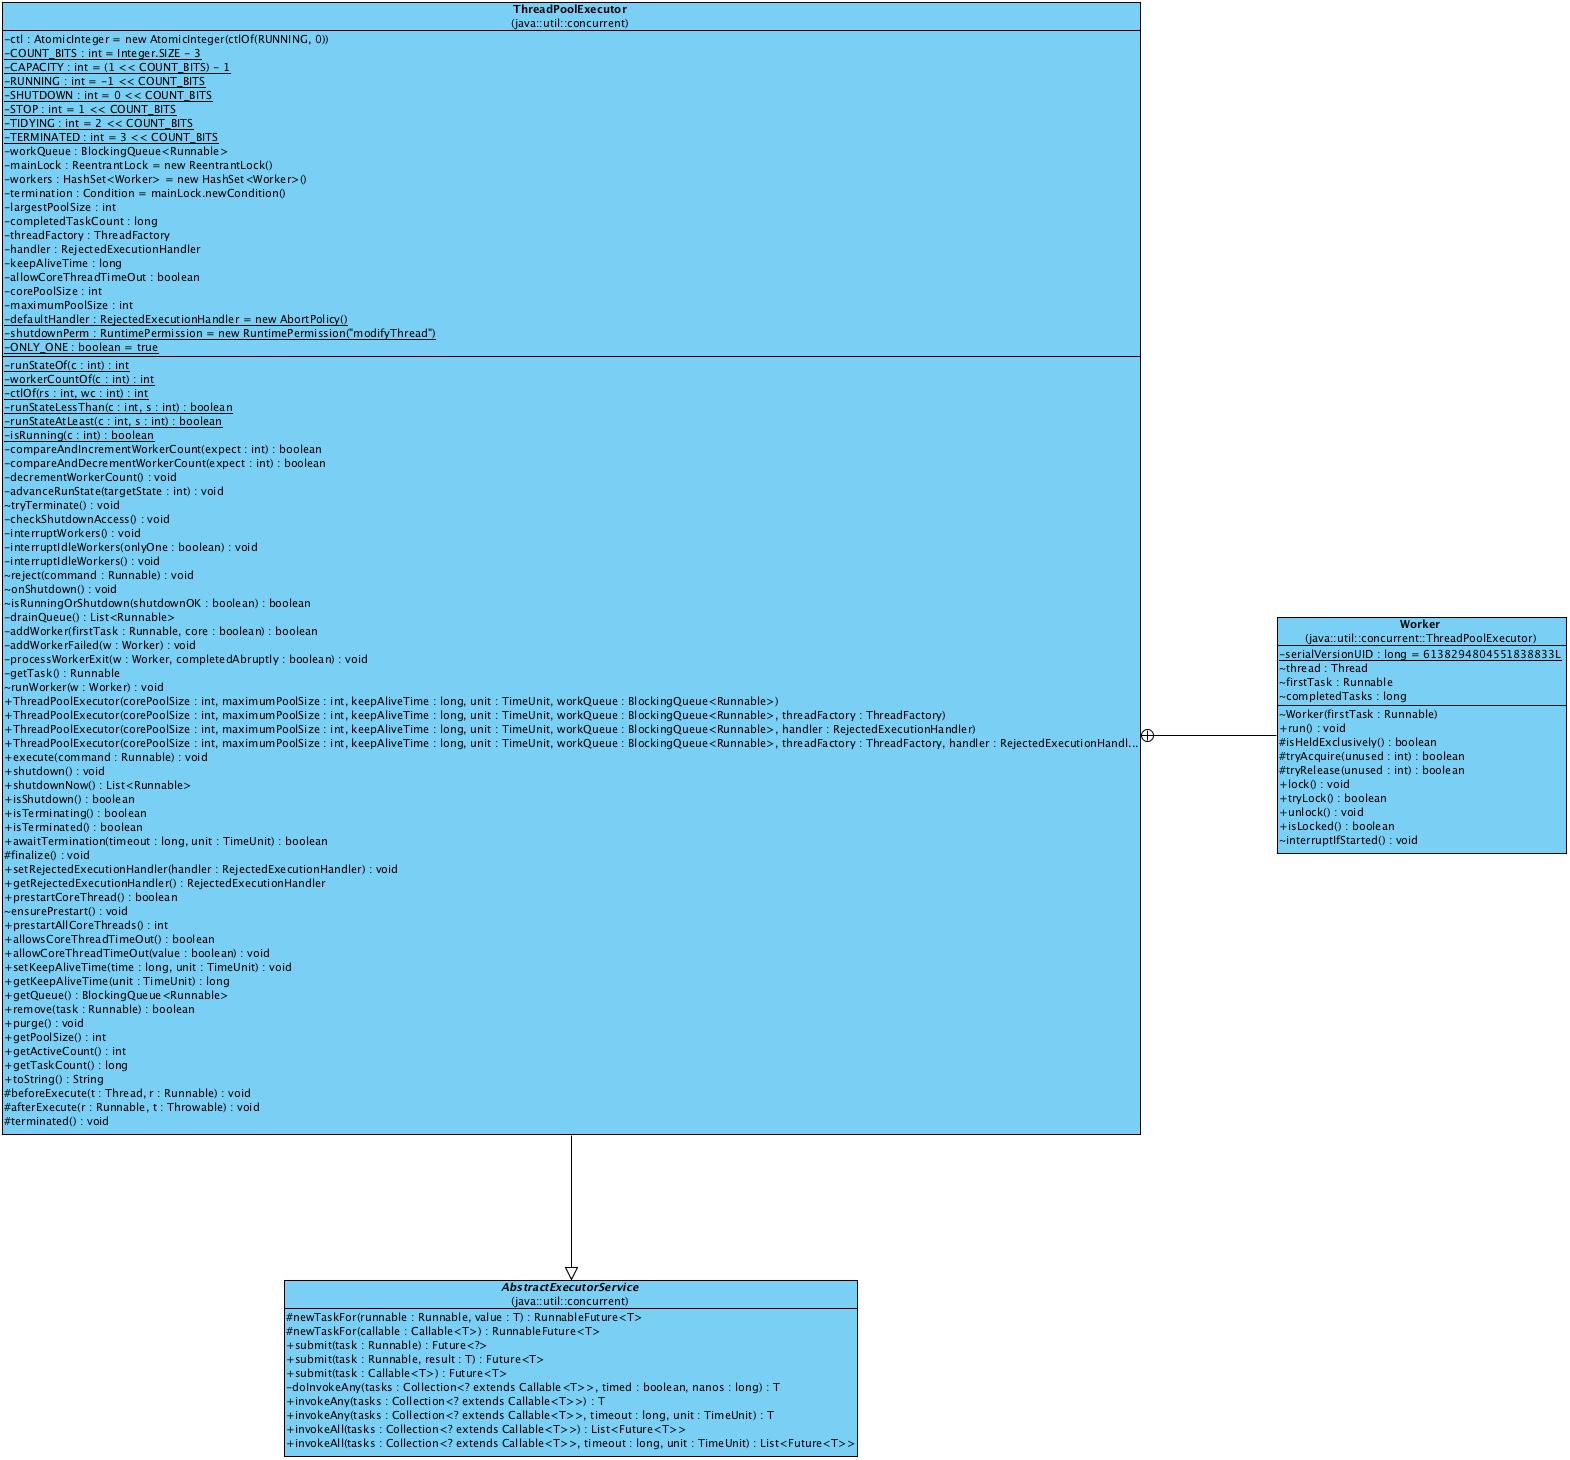 ThreadPoolExecutor
(java::util::concurrent)
-ctl : AtomicInteger = new AtomicInteger(ctlOf(RUNNING, 0))
-COUNT_BITS : int = Integer.SIZE - 3
-CAPACITY : int = (1 << COUNT_BITS) - 1
-RUNNING : int = -1 << COUNT_BITS
-SHUTDOWN : int = 0 << COUNT_BITS
-STOP : int = 1 << COUNT_BITS
-TIDYING : int = 2 << COUNT_BITS
-TERMINATED : int = 3 << COUNT_BITS
-workQueue : BlockingQueue<Runnable>
-mainLock : ReentrantLock = new ReentrantLock()
-workers : HashSet<Worker> = new HashSet<Worker>()
-termination : Condition = mainLock.newCondition()
-largestPoolSize : int
-completedTaskCount : long
-threadFactory : ThreadFactory
-handler : RejectedExecutionHandler
-keepAliveTime : long
-allowCoreThreadTimeOut : boolean
-corePoolSize : int
-maximumPoolSize : int
-defaultHandler : RejectedExecutionHandler = new AbortPolicy()
-shutdownPerm : RuntimePermission = new RuntimePermission("modifyThread")
-ONLY_ONE : boolean = true
-runStateOf(c : int) : int
-workerCountOf(c : int) : int
-ctlOf(rs : int, wc : int) : int
-runStateLessThan(c : int, s : int) : boolean
-runStateAtLeast(c : int, s : int) : boolean
-isRunning(c : int) : boolean
-compareAndIncrementWorkerCount(expect : int) : boolean
-compareAndDecrementWorkerCount(expect : int) : boolean
-decrementWorkerCount() : void
-advanceRunState(targetState : int) : void
~tryTerminate() : void
-checkShutdownAccess() : void
-interruptWorkers() : void
-interruptIdleWorkers(onlyOne : boolean) : void
-interruptIdleWorkers() : void
~reject(command : Runnable) : void
~onShutdown() : void
~isRunningOrShutdown(shutdownOK : boolean) : boolean
-drainQueue() : List<Runnable>
-addWorker(firstTask : Runnable, core : boolean) : boolean
-addWorkerFailed(w : Worker) : void
-processWorkerExit(w : Worker, completedAbruptly : boolean) : void
-getTask() : Runnable
~runWorker(w : Worker) : void
+ThreadPoolExecutor(corePoolSize : int, maximumPoolSize : int, keepAliveTime : long, unit : TimeUnit, workQueue : BlockingQueue<Runnable>)
+ThreadPoolExecutor(corePoolSize : int, maximumPoolSize : int, keepAliveTime : long, unit : TimeUnit, workQueue : BlockingQueue<Runnable>, threadFactory : ThreadFactory)
+ThreadPoolExecutor(corePoolSize : int, maximumPoolSize : int, keepAliveTime : long, unit : TimeUnit, workQueue : BlockingQueue<Runnable>, handler : RejectedExecutionHandler)
+ThreadPoolExecutor(corePoolSize : int, maximumPoolSize : int, keepAliveTime : long, unit : TimeUnit, workQueue : BlockingQueue<Runnable>, threadFactory : ThreadFactory, handler : RejectedExecutionHandl...
+execute(command : Runnable) : void
+shutdown() : void
+shutdownNow() : List<Runnable>
+isShutdown() : boolean
+isTerminating() : boolean
+isTerminated() : boolean
+awaitTermination(timeout : long, unit : TimeUnit) : boolean
#finalize() : void
+setRejectedExecutionHandler(handler : RejectedExecutionHandler) : void
+getRejectedExecutionHandler() : RejectedExecutionHandler
+prestartCoreThread() : boolean
~ensurePrestart() : void
+prestartAllCoreThreads() : int
+allowsCoreThreadTimeOut() : boolean
+allowCoreThreadTimeOut(value : boolean) : void
+setKeepAliveTime(time : long, unit : TimeUnit) : void
+getKeepAliveTime(unit : TimeUnit) : long
+getQueue() : BlockingQueue<Runnable>
+remove(task : Runnable) : boolean
+purge() : void
+getPoolSize() : int
+getActiveCount() : int
+getTaskCount() : long
+toString() : String
#beforeExecute(t : Thread, r : Runnable) : void
#afterExecute(r : Runnable, t : Throwable) : void
#terminated() : void
Worker
(java::util::concurrent::ThreadPoolExecutor)
-serialVersionUID : long = 6138294804551838833L
~thread : Thread
~firstTask : Runnable
~completedTasks : long
~Worker(firstTask : Runnable)
+run() : void
#isHeldExclusively() : boolean
#tryAcquire(unused : int) : boolean
#tryRelease(unused : int) : boolean
+lock() : void
+tryLock() : boolean
+unlock() : void
+isLocked() : boolean
~interruptIfStarted() : void
AbstractExecutorService
(java::util::concurrent)
#newTaskFor(runnable : Runnable, value : T) : RunnableFuture<T>
#newTaskFor(callable : Callable<T>) : RunnableFuture<T>
+submit(task : Runnable) : Future<?>
+submit(task : Runnable, result : T) : Future<T>
+submit(task : Callable<T>) : Future<T>
-doInvokeAny(tasks : Collection<? extends Callable<T>>, timed : boolean, nanos : long) : T
+invokeAny(tasks : Collection<? extends Callable<T>>) : T
+invokeAny(tasks : Collection<? extends Callable<T>>, timeout : long, unit : TimeUnit) : T
+invokeAll(tasks : Collection<? extends Callable<T>>) : List<Future<T>>
+invokeAll(tasks : Collection<? extends Callable<T>>, timeout : long, unit : TimeUnit) : List<Future<T>>